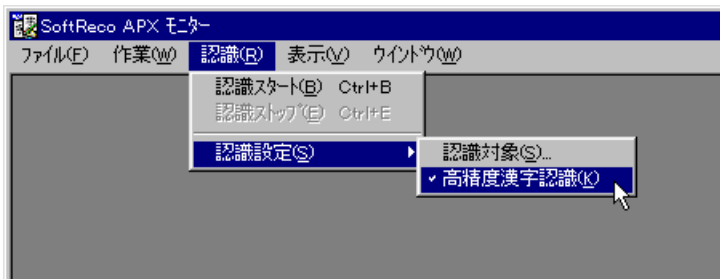 SoftReco APX モニター
ファイル(F) 作業(W) 認識(R) 表示(V) ウインドウ(W)
認識スタート(B) Ctrl+B
認識ストップ(E) Ctrl+E
認識設定(S)
認識対象(S)...
高精度漢字認識(K)